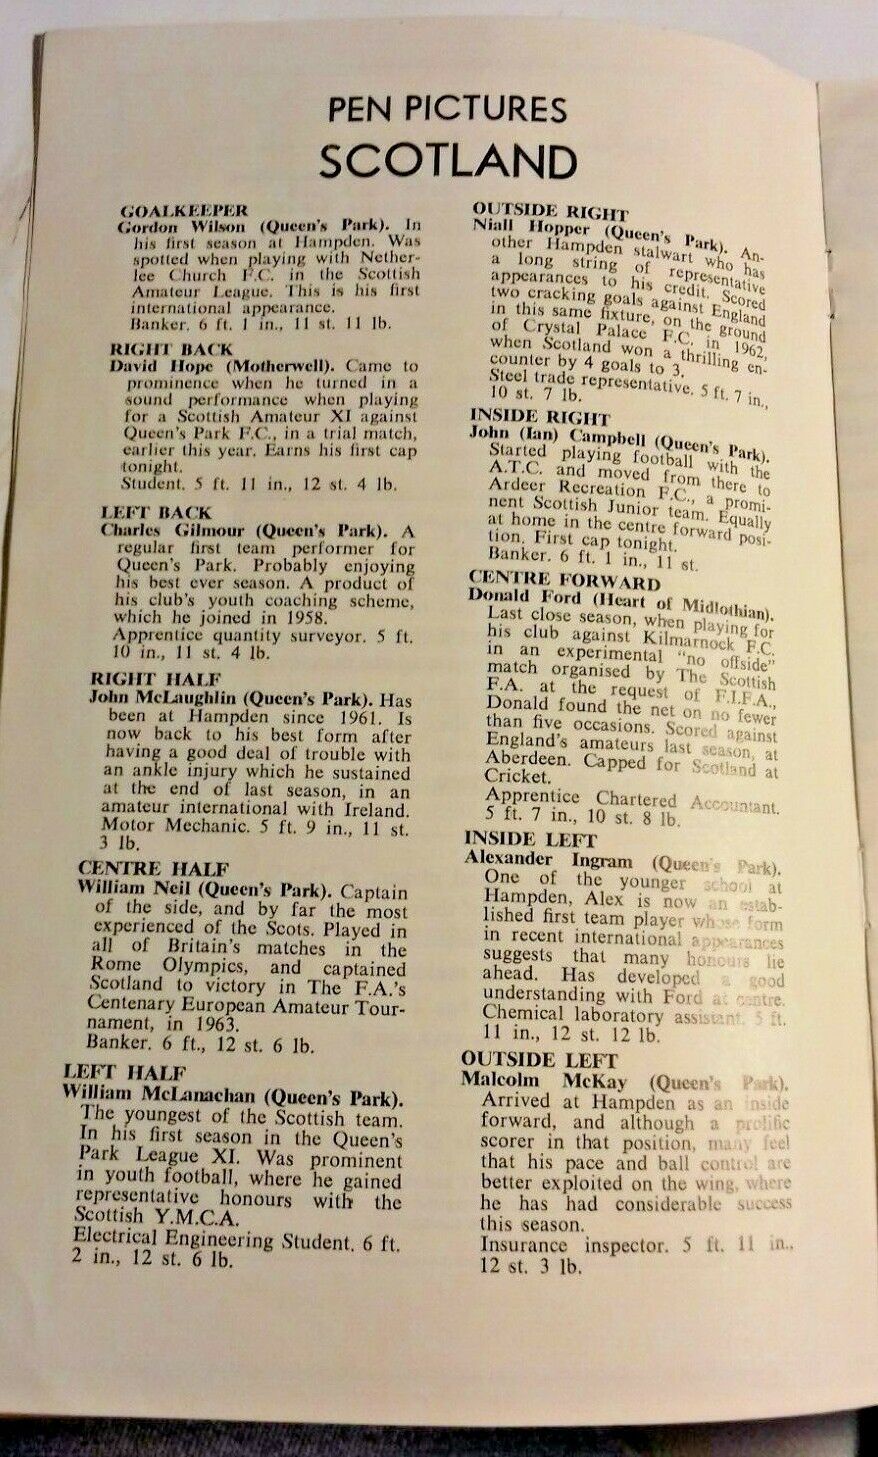 PEN PICTURES
SCOTLAND
GOALKEEPER
Gordon Wilson (Queen's Park). In
his first season at Hampden. Was
spotted when playing with Nether-
lee Church F.C. in the Scottish
Amateur League. This is his first
international appearance.
Banker. 6 ft. 1 in., 11 st. 11 lb.
RIGHT BACK
David Hope (Motherwell). Came to
prominence when he turned in a
sound performance when playing
for a Scottish Amateur XI against
Queen's Park F.C., in a trial match,
earlier this year. Earns his first cap
tonight.
Student. 5 ft. 11 in., 12 st. 4 lb.
LEFT BACK
Charles Gilmour (Queen's Park). A
regular first team performer for
Queen's Park. Probably enjoying
his best ever season. A product of
his club's youth coaching scheme,
which he joined in 1958.
Apprentice quantity surveyor. 5 ft.
10 in., 11 st. 4 lb.
RIGHT HALF
John McLaughlin (Queen's Park). Has
been at Hampden since 1961. Is
now back to his best form after
having a good deal of trouble with
an ankle injury which he sustained
at the end of last season, in an
amateur international with Ireland.
Motor Mechanic. 5 ft. 9 in., 11 st.
3 lb.
CENTRE HALF
William Neil (Queen's Park). Captain
of the side, and by far the most
experienced of the Scots. Played in
all of Britain's matches in the
Rome Olympics, and captained
Scotland to victory in The F.A.'s
Centenary European Amateur Tour-
nament, in 1963.
Banker. 6 ft., 12 st. 6 lb.
LEFT HALF
William McLanachan (Queen's Park).
The youngest of the Scottish team.
In his first season in the Queen's
Park League XI. Was prominent
in youth football, where he gained
representative honours with the
Scottish Y.M.C.A.
Electrical Engineering Student. 6 ft.
2 in., 12 st. 6 lb.
OUTSIDE RIGHT
Niall Hopper (Queen's Park). An-
other Hampden stalwart who has
a long string of representative
appearances to his credit. Scored
two cracking goals against England
in this same fixture, on the ground
of Crystal Palace F.C. in 1962,
when Scotland won a thrilling en-
counter by 4 goals to 3.
Steel trade representative. 5 ft. 7 in.,
10 st. 7 lb.
INSIDE RIGHT
John (Ian) Campbell (Queen's Park).
Started playing football with the
A.T.C. and moved from there to
Ardeer Recreation F.C., a promi-
nent Scottish Junior team. Equally
at home in the centre forward posi-
tion. First cap tonight.
Banker. 6 ft. 1 in., 11 st.
CENTRE FORWARD
Donald Ford (Heart of Midlothian).
Last close season, when playing for
his club against Kilmarnock F.C.
in an experimental "no offside"
match organised by The Scottish
F.A. at the request of F.I.F.A.,
Donald found the net on no fewer
than five occasions. Scored against
England's amateurs last season, at
Aberdeen. Capped for Scotland at
Cricket.
Apprentice Chartered Accountant.
5 ft. 7 in., 10 st. 8 lb.
INSIDE LEFT
Alexander Ingram (Queen's Park).
One of the younger school at
Hampden, Alex is now an estab-
lished first team player whose form
in recent international appearances
suggests that many honours lie
ahead. Has developed a good
understanding with Ford at centre.
Chemical laboratory assistant. 5 ft.
11 in., 12 st. 12 lb.
OUTSIDE LEFT
Malcolm McKay (Queen's Park).
Arrived at Hampden as an inside
forward, and although a prolific
scorer in that position, many feel
that his pace and ball control are
better exploited on the wing, where
he has had considerable success
this season.
Insurance inspector. 5 ft. 11 in.,
12 st. 3 lb.